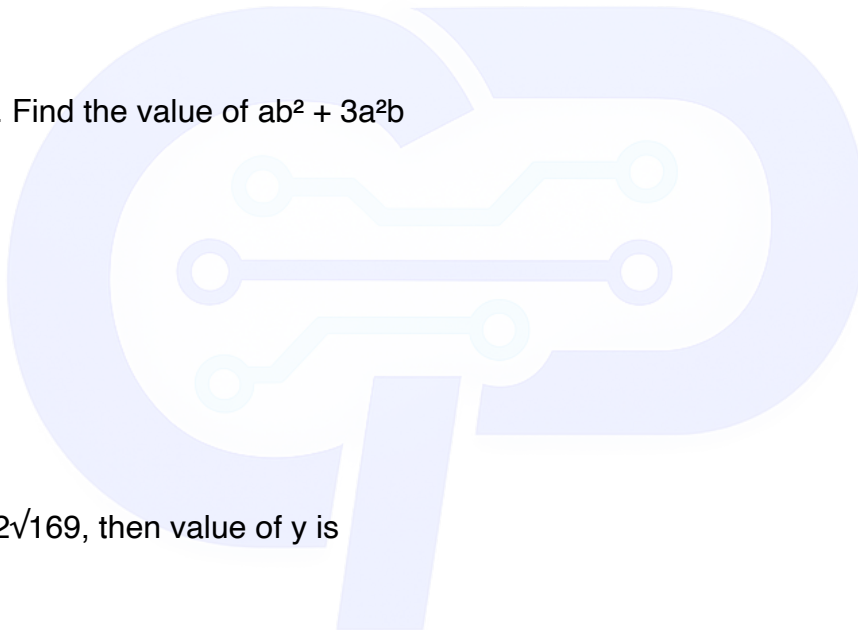 . Find the value of ab² + 3a²b
2√169, then value of y is